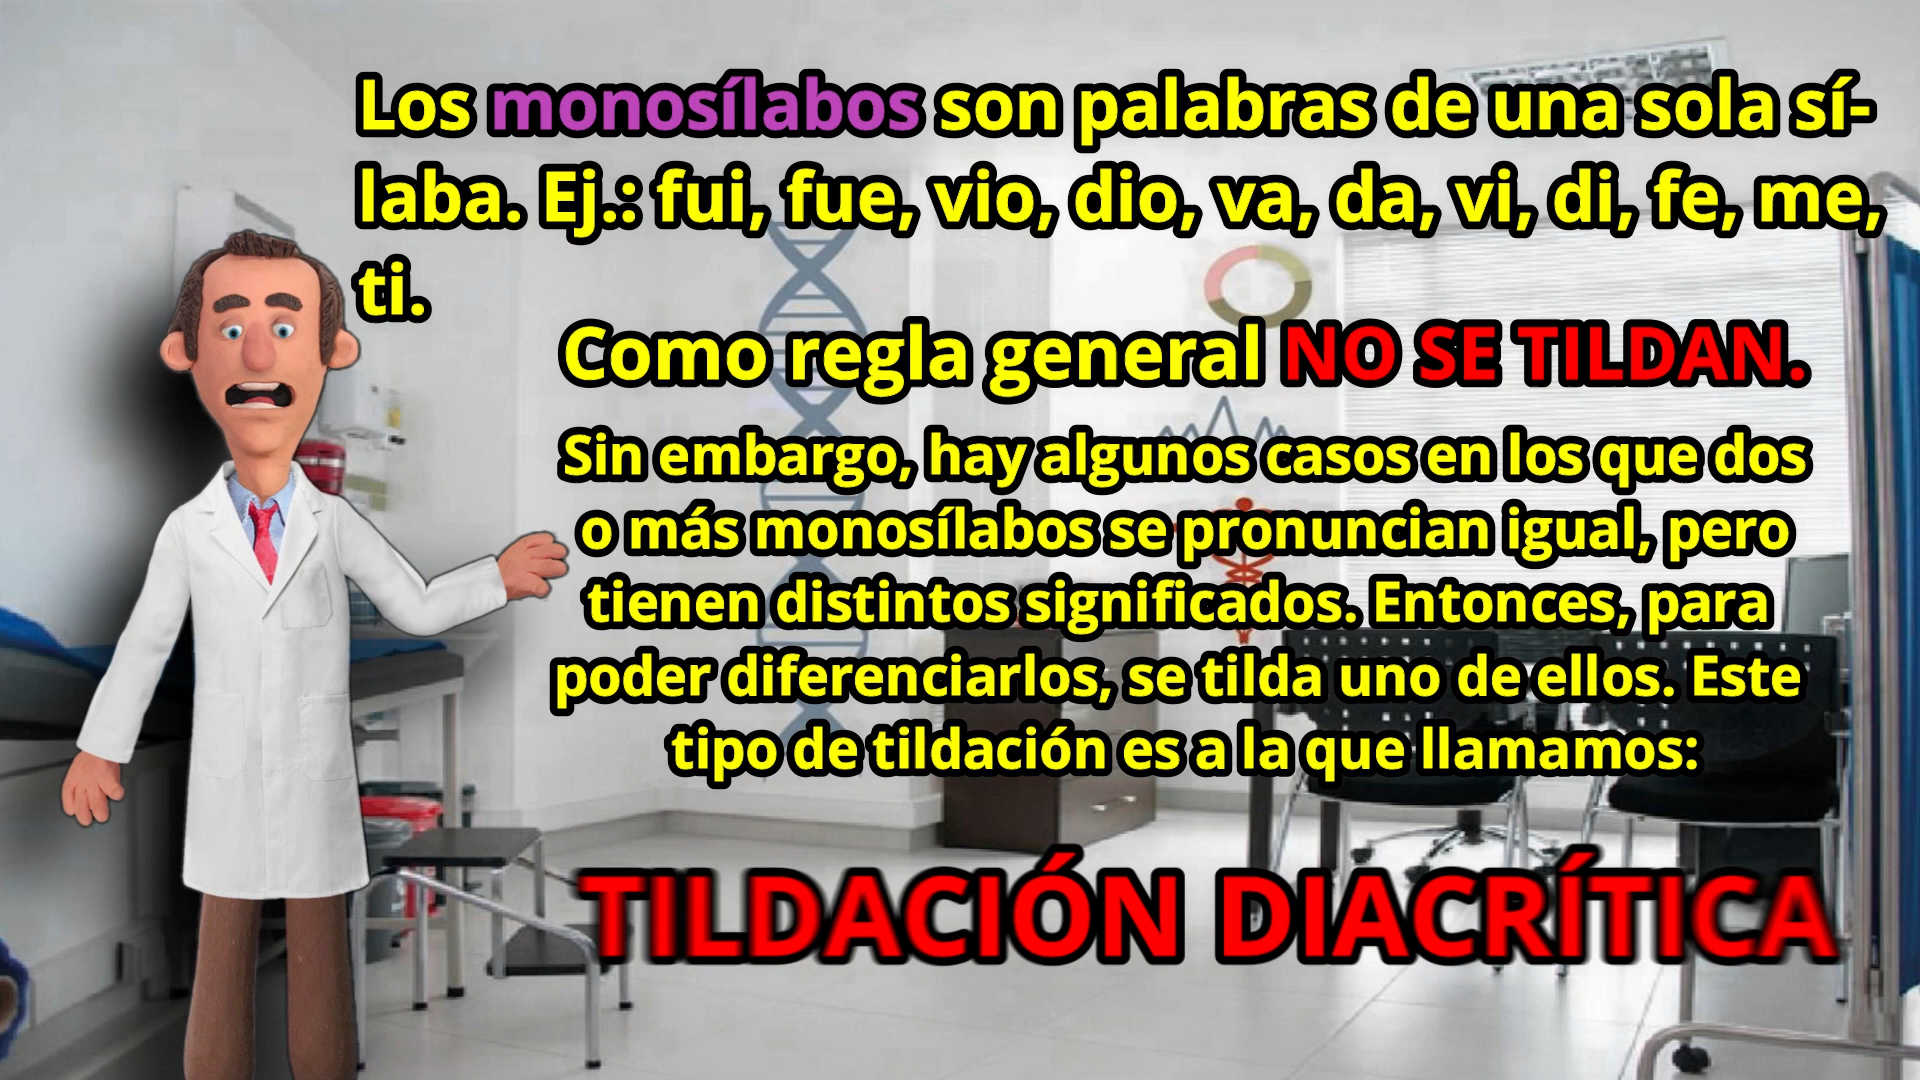 Los monosílabos son palabras de una sola sí-
laba. Ej.: fui, fue, vio, dio, va, da, vi, di, fe, me,
ti.
Como regla general NO SE TILDAN.
Sin embargo, hay algunos casos en los que dos
o más monosílabos se pronuncian igual, pero
tienen distintos significados. Entonces, para
poder diferenciarlos, se tilda uno de ellos. Este
tipo de tildación es a la que llamamos:
TILDACIÓN DIACRÍTICA